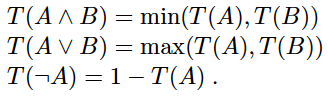 T(A ∧ B) = min(T(A), T(B))
T(A ∨ B) = max(T(A), T(B))
T(¬A) = 1 − T(A) .